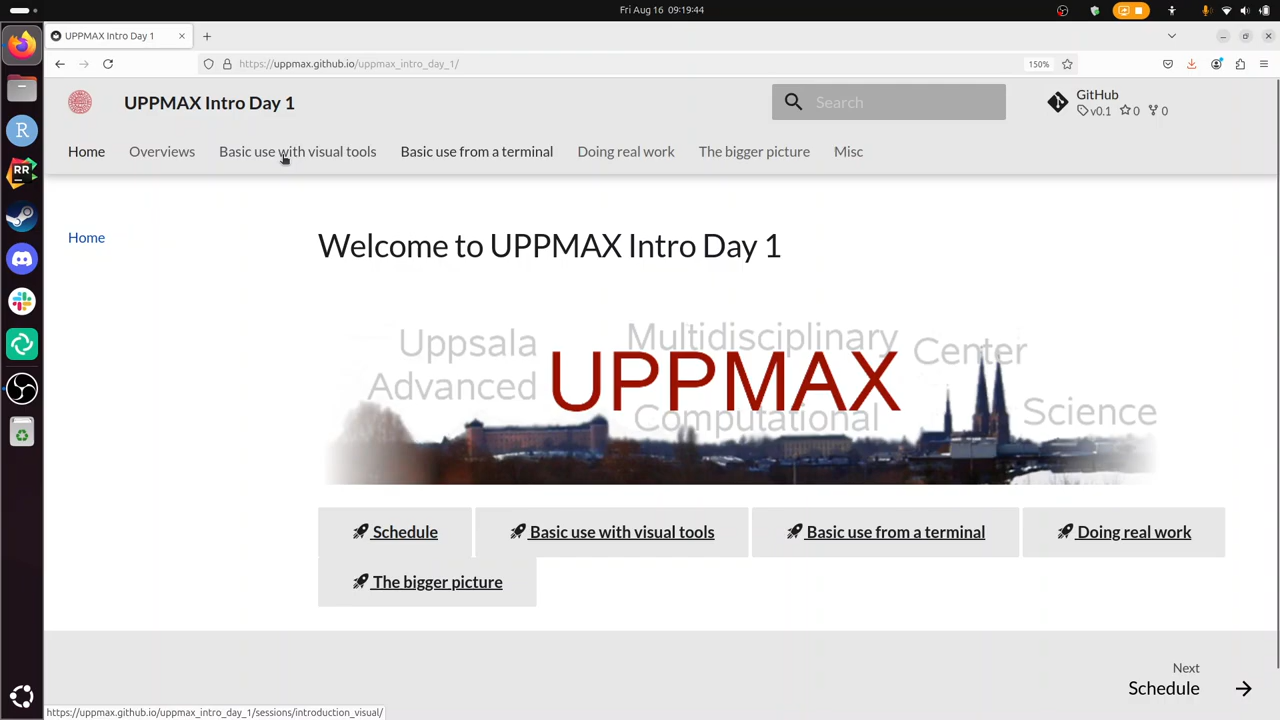 Fri Aug 16 09:19:44
UPPMAX Intro Day 1
https://uppmax.github.io/uppmax_intro_day_1/
150%
UPPMAX Intro Day 1
Search
GitHub
v0.1 0 0
Home Overviews Basic use with visual tools Basic use from a terminal Doing real work The bigger picture Misc
Home
Welcome to UPPMAX Intro Day 1
Uppsala Multidisciplinary Center
Advanced UPPMAX
Computational Science
Schedule Basic use with visual tools Basic use from a terminal Doing real work
The bigger picture
Next
Schedule
https://uppmax.github.io/uppmax_intro_day_1/sessions/introduction_visual/
R
RR